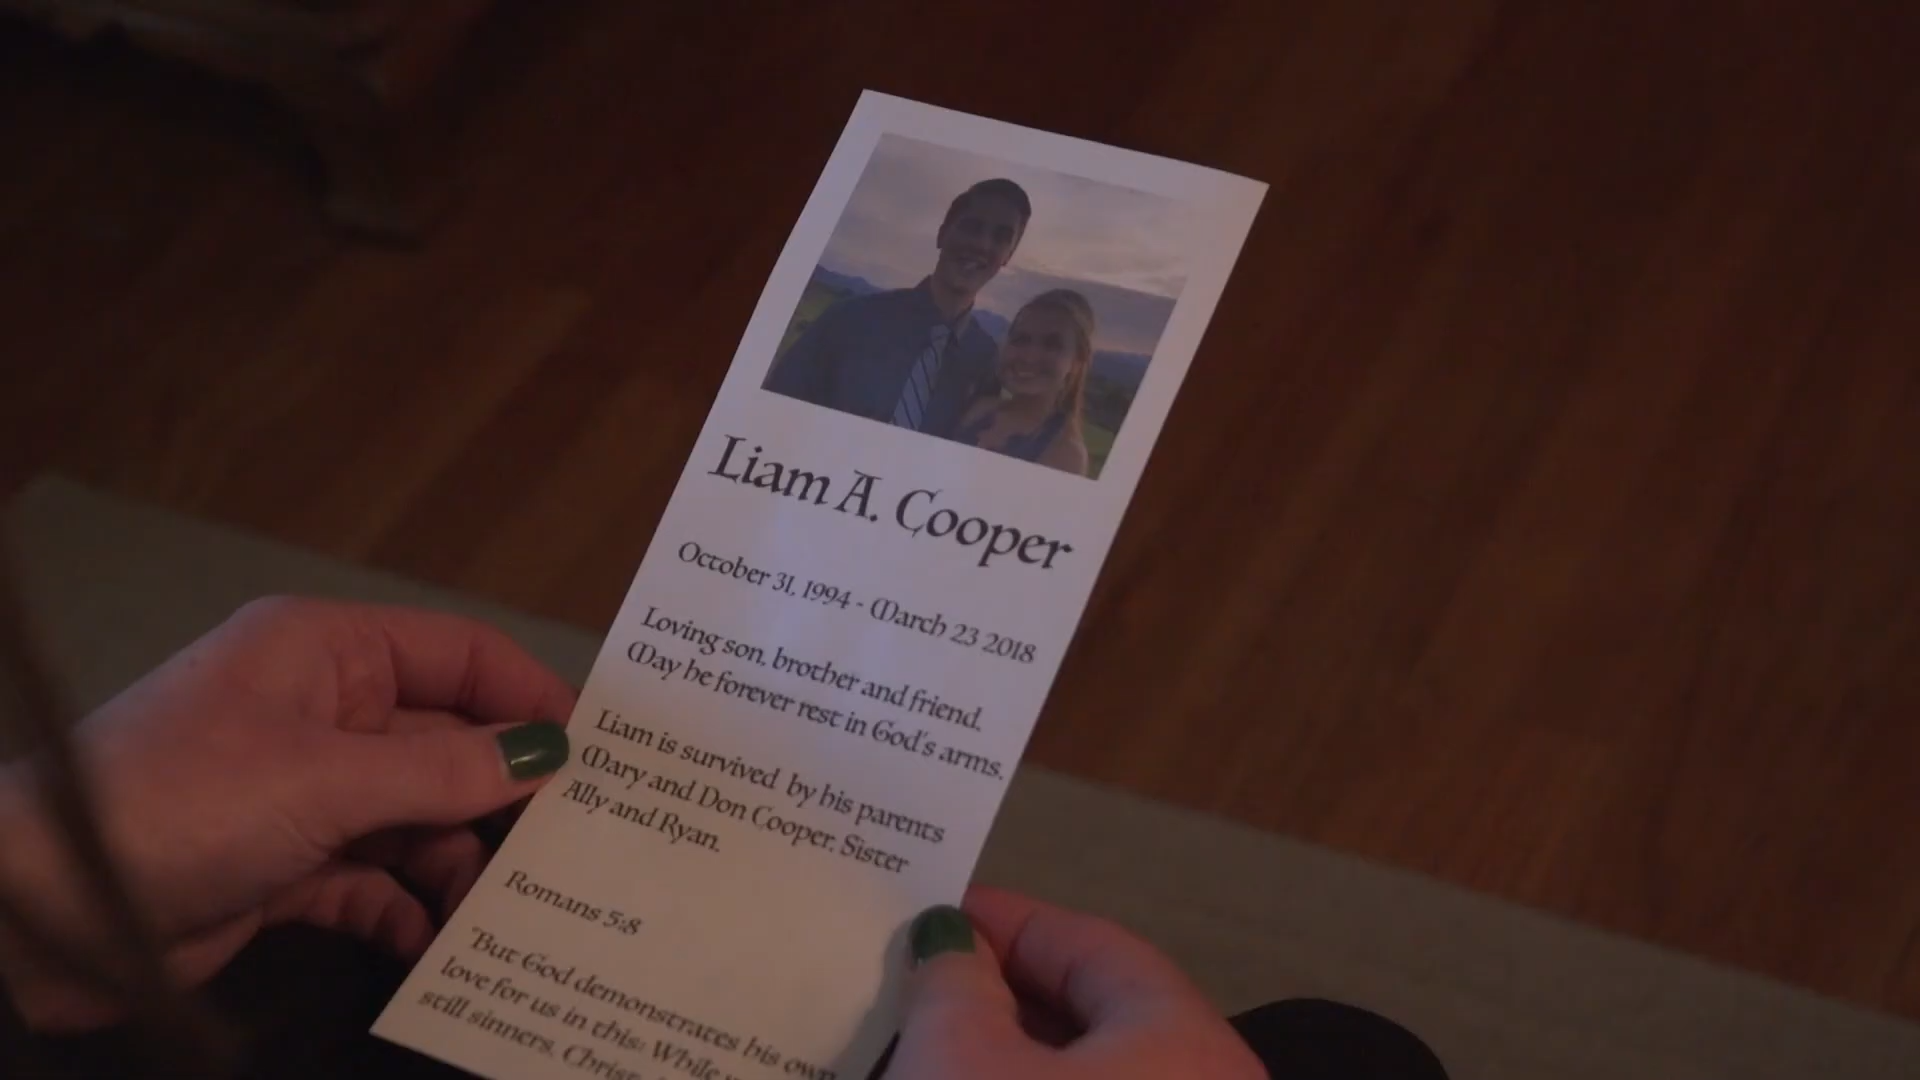 Liam A. Cooper
October 31, 1994 - March 23 2018
Loving son, brother and friend.
May he forever rest in God's arms.
Liam is survived by his parents
Mary and Don Cooper. Sister
Ally and Ryan.
Romans 5:8
"But God demonstrates his own
love for us in this: While
still sinners, Christ